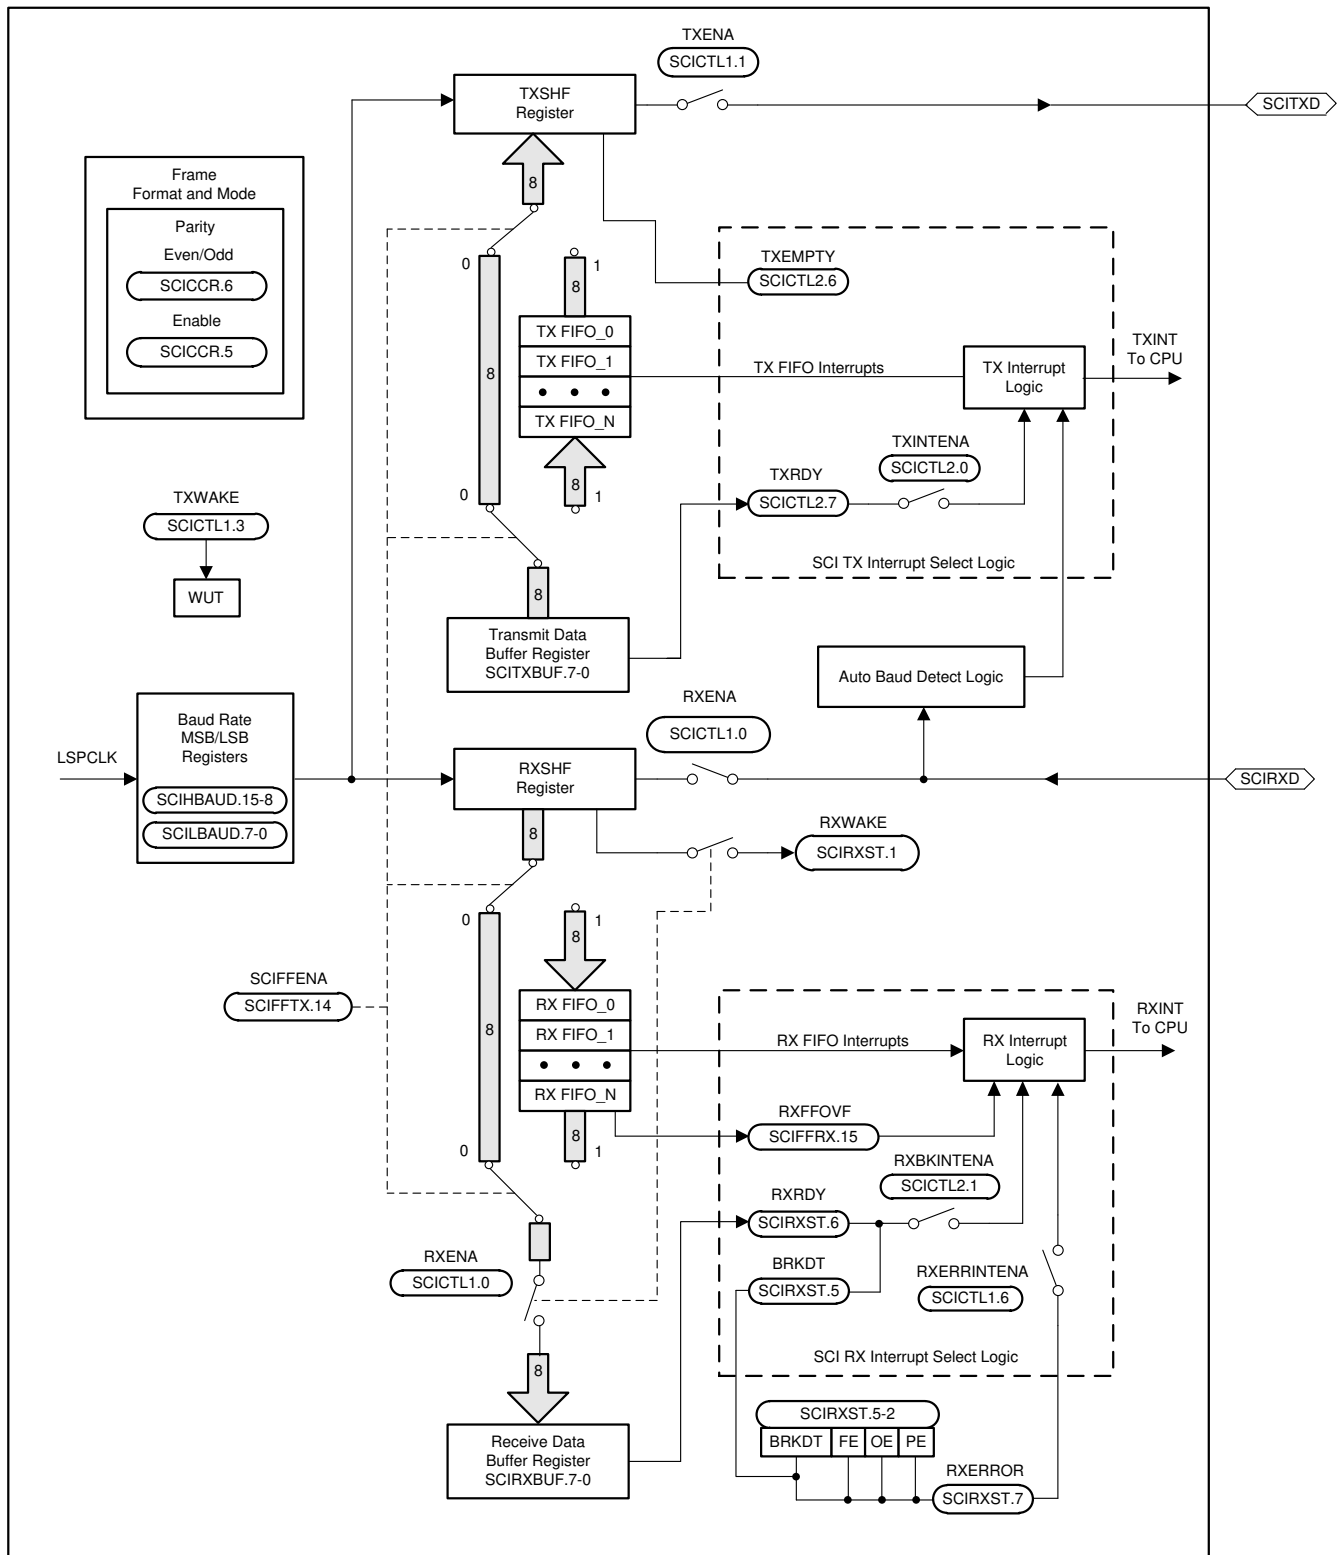 TXENA
SCICTL1.1
TXSHF
Register
SCITXD
Frame
Format and Mode
Parity
Even/Odd
SCICCR.6
Enable
SCICCR.5
8
0
1
8
TX FIFO_0
TX FIFO_1
TX FIFO_N
8
8
0
1
TXEMPTY
SCICTL2.6
TX FIFO Interrupts
TX Interrupt
Logic
TXINT
To CPU
TXINTENA
SCICTL2.0
TXRDY
SCICTL2.7
SCI TX Interrupt Select Logic
TXWAKE
SCICTL1.3
WUT
8
Transmit Data
Buffer Register
SCITXBUF.7-0
Auto Baud Detect Logic
RXENA
SCICTL1.0
LSPCLK
Baud Rate
MSB/LSB
Registers
SCIHBAUD.15-8
SCILBAUD.7-0
RXSHF
Register
SCIRXD
8
RXWAKE
SCIRXST.1
0
1
8
SCIFFENA
SCIFFTX.14
8
RX FIFO_0
RX FIFO_1
RX FIFO_N
8
0
1
RX FIFO Interrupts
RX Interrupt
Logic
RXINT
To CPU
RXFFOVF
SCIFFRX.15
RXBKINTENA
SCICTL2.1
RXRDY
SCIRXST.6
BRKDT
SCIRXST.5
RXERRINTENA
SCICTL1.6
SCI RX Interrupt Select Logic
RXENA
SCICTL1.0
8
Receive Data
Buffer Register
SCIRXBUF.7-0
SCIRXST.5-2
BRKDT FE OE PE
RXERROR
SCIRXST.7